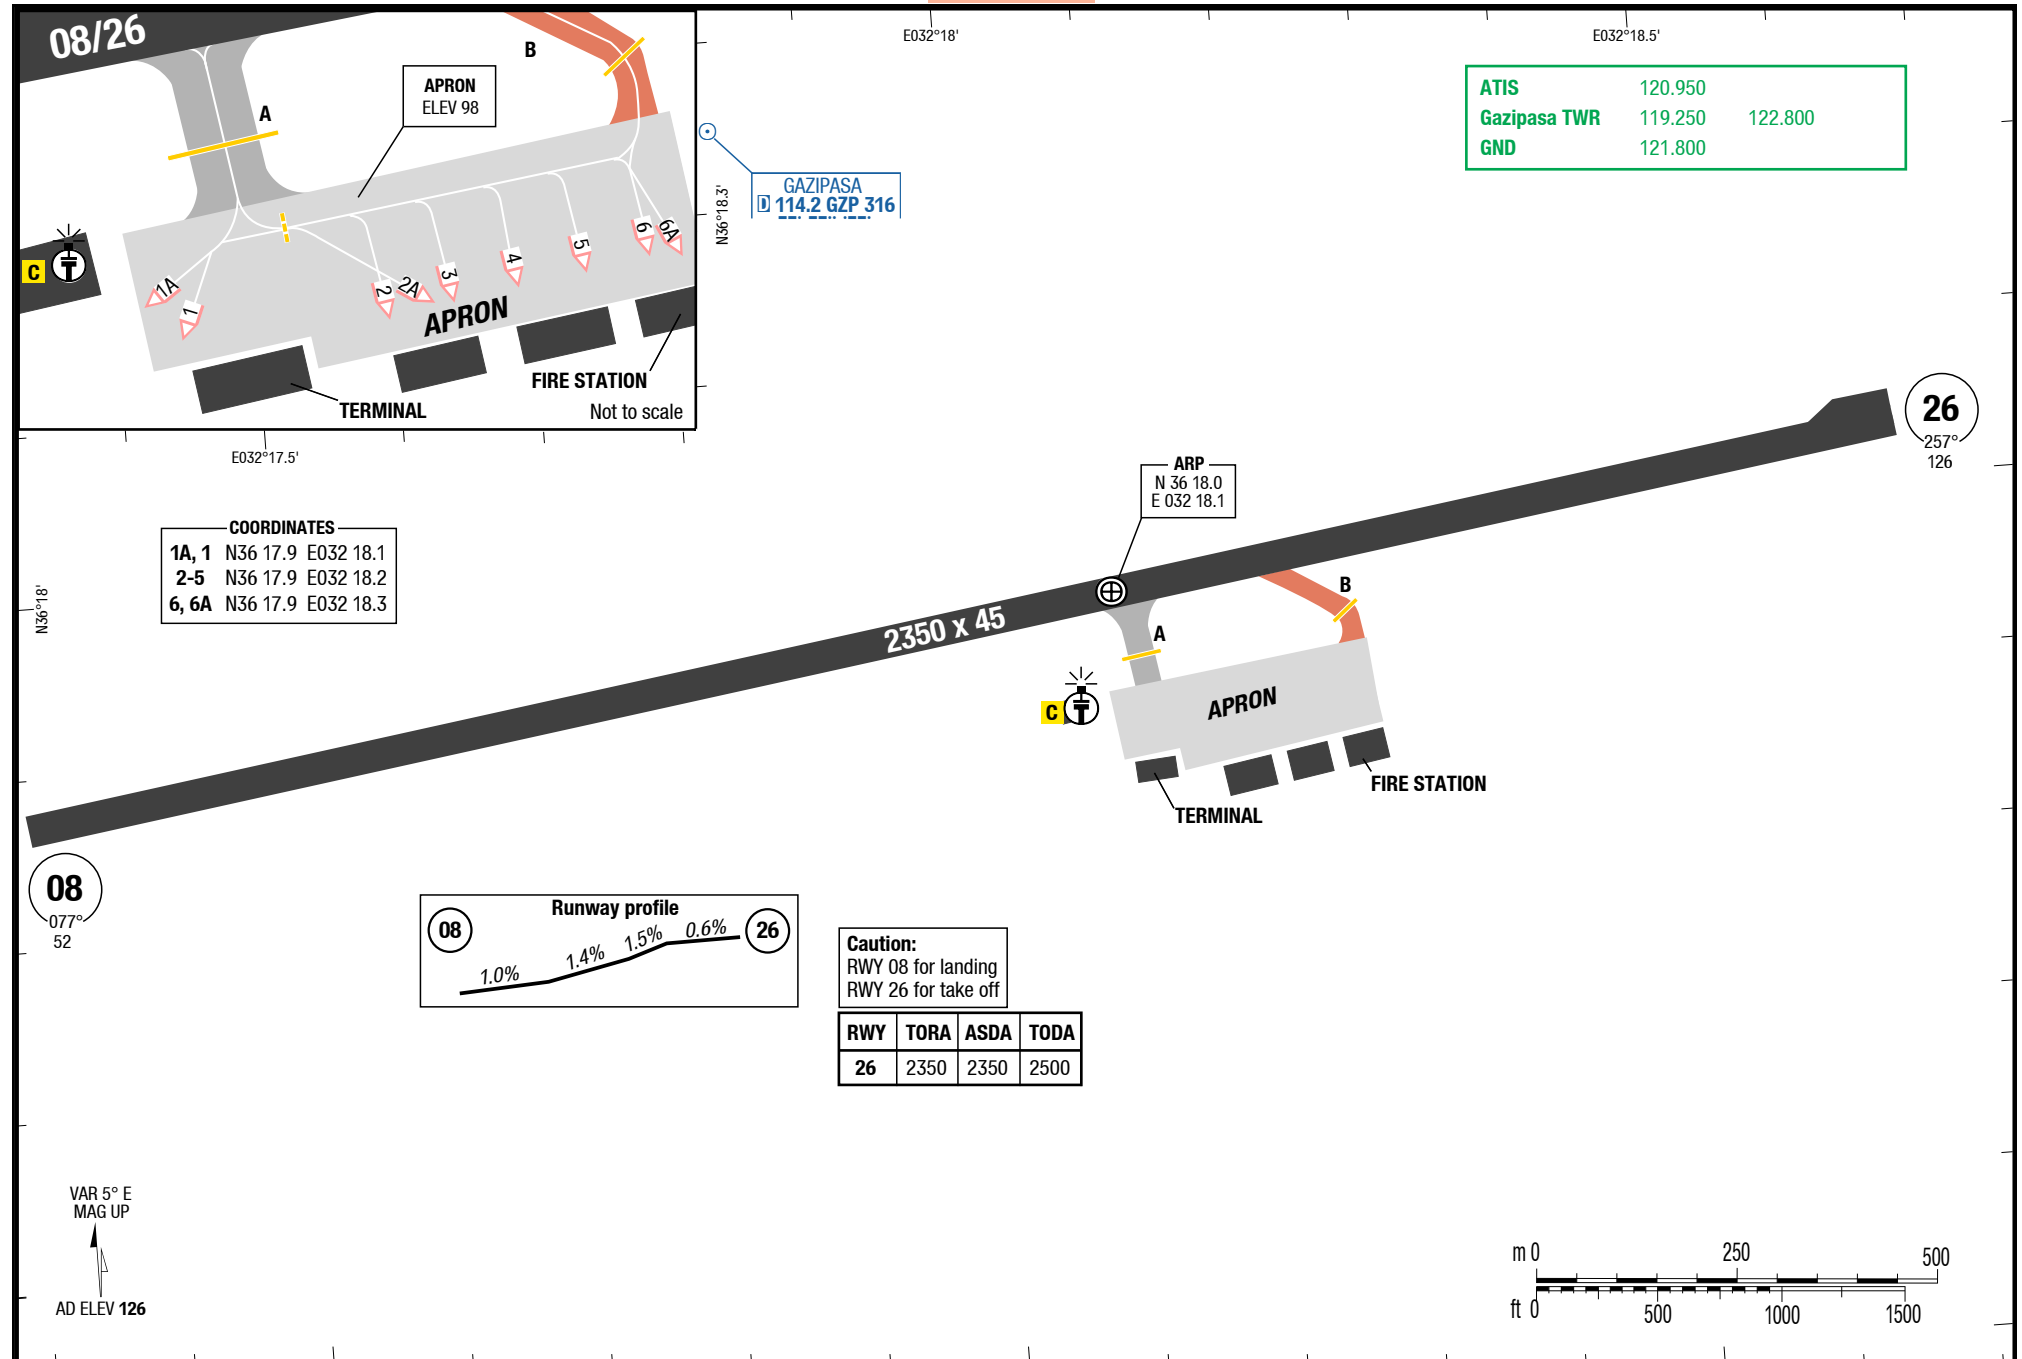 08/26
B
APRON
ELEV 98
A
C
1A
1
2
2A
3
4
5
6
6A
APRON
FIRE STATION
TERMINAL
Not to scale
E032°18'
E032°18.5'
ATIS 120.950
Gazipasa TWR 119.250 122.800
GND 121.800
GAZIPASA
D 114.2 GZP 316
N36°18.3'
E032°17.5'
26
257°
126
ARP
N 36 18.0
E 032 18.1
COORDINATES
1A, 1 N36 17.9 E032 18.1
2-5 N36 17.9 E032 18.2
6, 6A N36 17.9 E032 18.3
N36°18'
2350 x 45
B
A
C
APRON
FIRE STATION
TERMINAL
08
077°
52
Runway profile
08
1.0%
1.4%
1.5%
0.6%
26
Caution:
RWY 08 for landing
RWY 26 for take off
RWY TORA ASDA TODA
26 2350 2350 2500
VAR 5° E
MAG UP
AD ELEV 126
m 0 250 500
ft 0 500 1000 1500